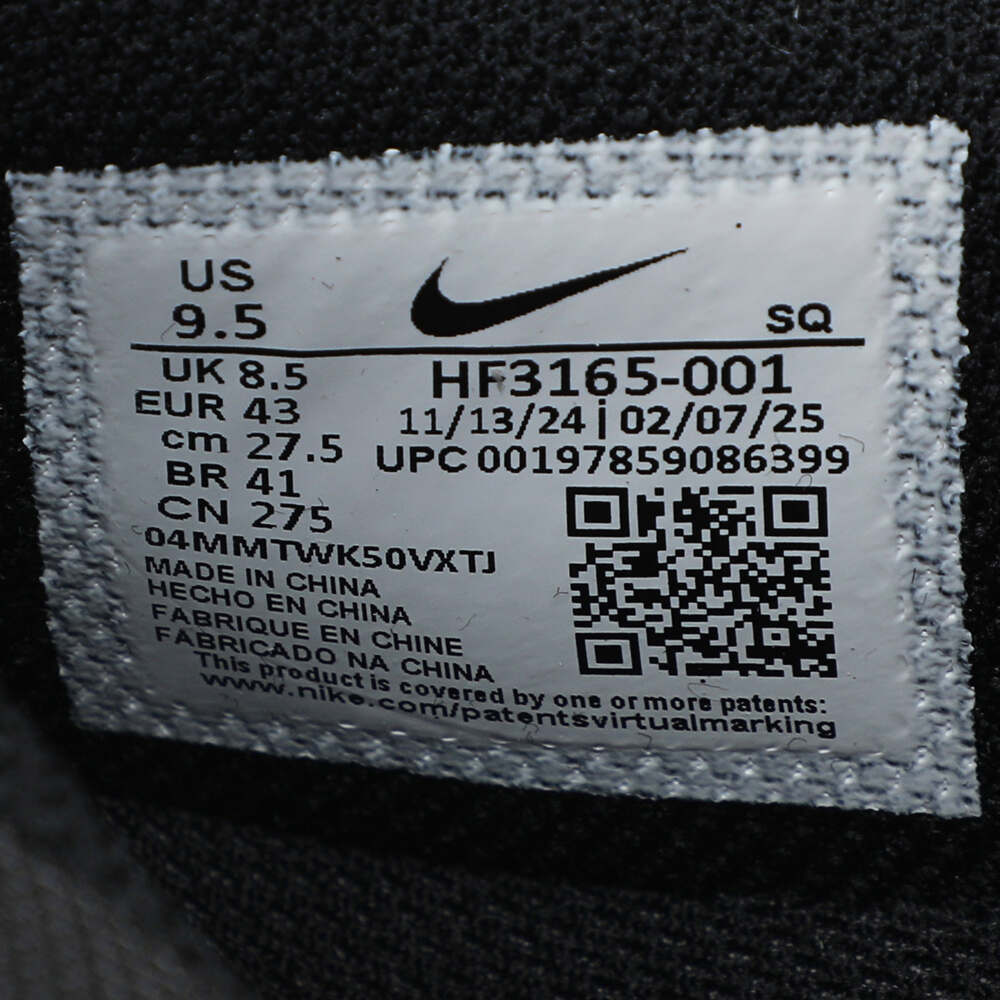 US
9.5
SQ
UK 8.5
EUR 43
cm 27.5
BR 41
CN 275
HF3165-001
11/13/24 | 02/07/25
UPC 00197859086399
04MMTWK50VXTJ
MADE IN CHINA
HECHO EN CHINA
FABRIQUE EN CHINE
FABRICADO NA CHINA
This product is covered by one or more patents:
www.nike.com/patentsvirtualmarking